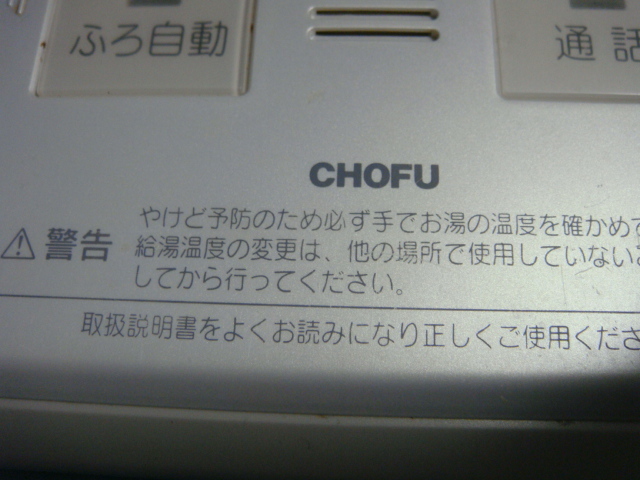 ふろ自動
通話
CHOFU
⚠警告
やけど予防のため必ず手でお湯の温度を確かめ
給湯温度の変更は、他の場所で使用していない
してから行ってください。
取扱説明書をよくお読みになり正しくご使用くださ